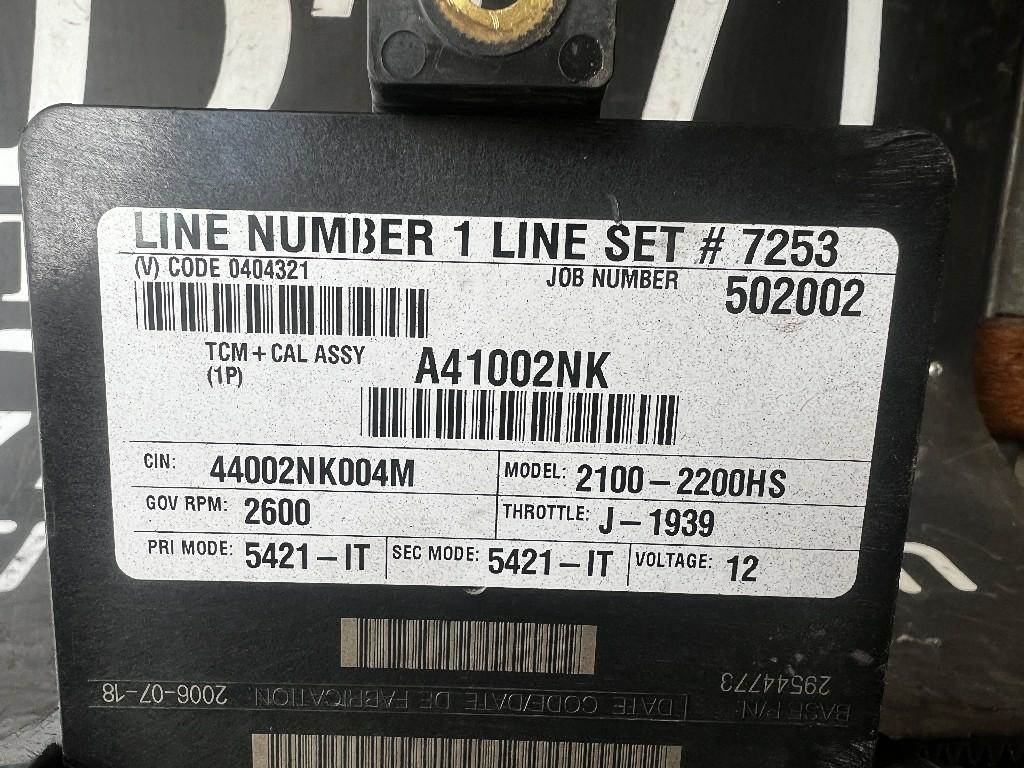 LINE NUMBER 1 LINE SET # 7253
(V) CODE 0404321
JOB NUMBER 502002
TCM + CAL ASSY A41002NK
(1P)
CIN: 44002NK004M
MODEL: 2100-2200HS
GOV RPM: 2600
THROTTLE: J-1939
PRI MODE: 5421-IT
SEC MODE: 5421-IT
VOLTAGE: 12
BASE P/N: 29544773
DATE CODE/DATE DE FABRICATION: 2006-07-18